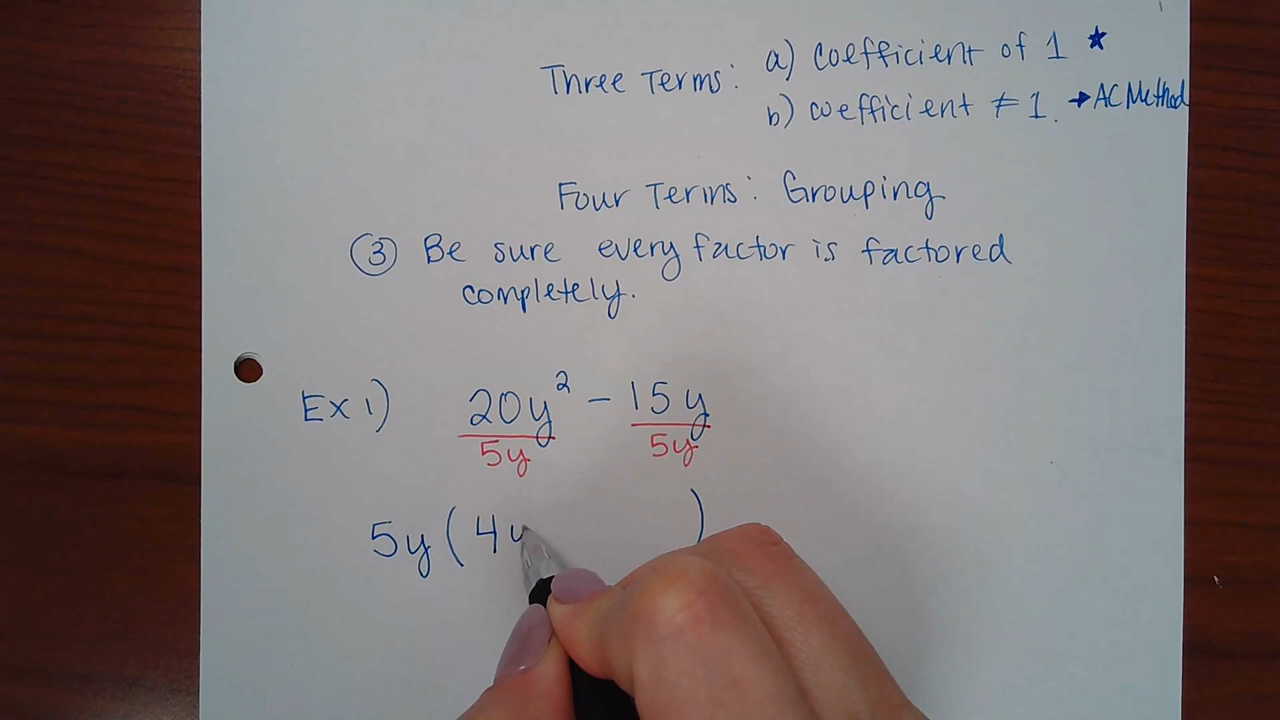 Three Terms: a) coefficient of 1 ★
b) coefficient ≠ 1. → AC Method
Four Terms: Grouping
③ Be sure every factor is factored
completely.
Ex 1) 20y² - 15y
5y 5y
5y ( 4y )